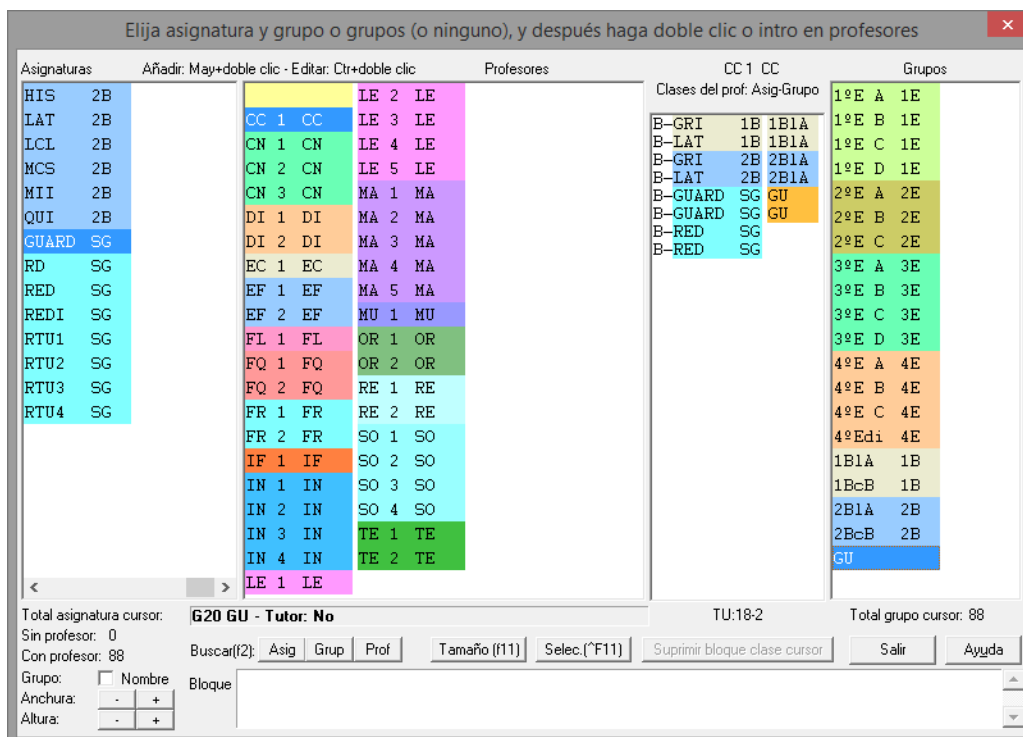 Elija asignatura y grupo o grupos (o ninguno), y después haga doble clic o intro en profesores
Asignaturas Añadir: May+doble clic - Editar: Ctr+doble clic Profesores CC 1 CC Grupos
Clases del prof: Asig-Grupo
HIS 2B
LAT 2B
LCL 2B
MCS 2B
MII 2B
QUI 2B
GUARD SG
RD SG
RED SG
REDI SG
RTU1 SG
RTU2 SG
RTU3 SG
RTU4 SG
CC 1 CC
CN 1 CN
CN 2 CN
CN 3 CN
DI 1 DI
DI 2 DI
EC 1 EC
EF 1 EF
EF 2 EF
FL 1 FL
FQ 1 FQ
FQ 2 FQ
FR 1 FR
FR 2 FR
IF 1 IF
IN 1 IN
IN 2 IN
IN 3 IN
IN 4 IN
LE 1 LE
LE 2 LE
LE 3 LE
LE 4 LE
LE 5 LE
MA 1 MA
MA 2 MA
MA 3 MA
MA 4 MA
MA 5 MA
MU 1 MU
OR 1 OR
OR 2 OR
RE 1 RE
RE 2 RE
SO 1 SO
SO 2 SO
SO 3 SO
SO 4 SO
TE 1 TE
TE 2 TE
B-GRI 1B 1BlA
B-LAT 1B 1BlA
B-GRI 2B 2BlA
B-LAT 2B 2BlA
B-GUARD SG GU
B-GUARD SG GU
B-RED SG
B-RED SG
1ºE A 1E
1ºE B 1E
1ºE C 1E
1ºE D 1E
2ºE A 2E
2ºE B 2E
2ºE C 2E
3ºE A 3E
3ºE B 3E
3ºE C 3E
3ºE D 3E
4ºE A 4E
4ºE B 4E
4ºE C 4E
4ºEdi 4E
1BlA 1B
1BcB 1B
2BlA 2B
2BcB 2B
GU
Total asignatura cursor: G20 GU - Tutor: No TU:18-2 Total grupo cursor: 88
Sin profesor: 0
Con profesor: 88
Buscar(f2): Asig Grup Prof Tamaño (f11) Selec.(^F11) Suprimir bloque clase cursor Salir Ayuda
Grupo: Nombre Bloque
Anchura: - +
Altura: - +